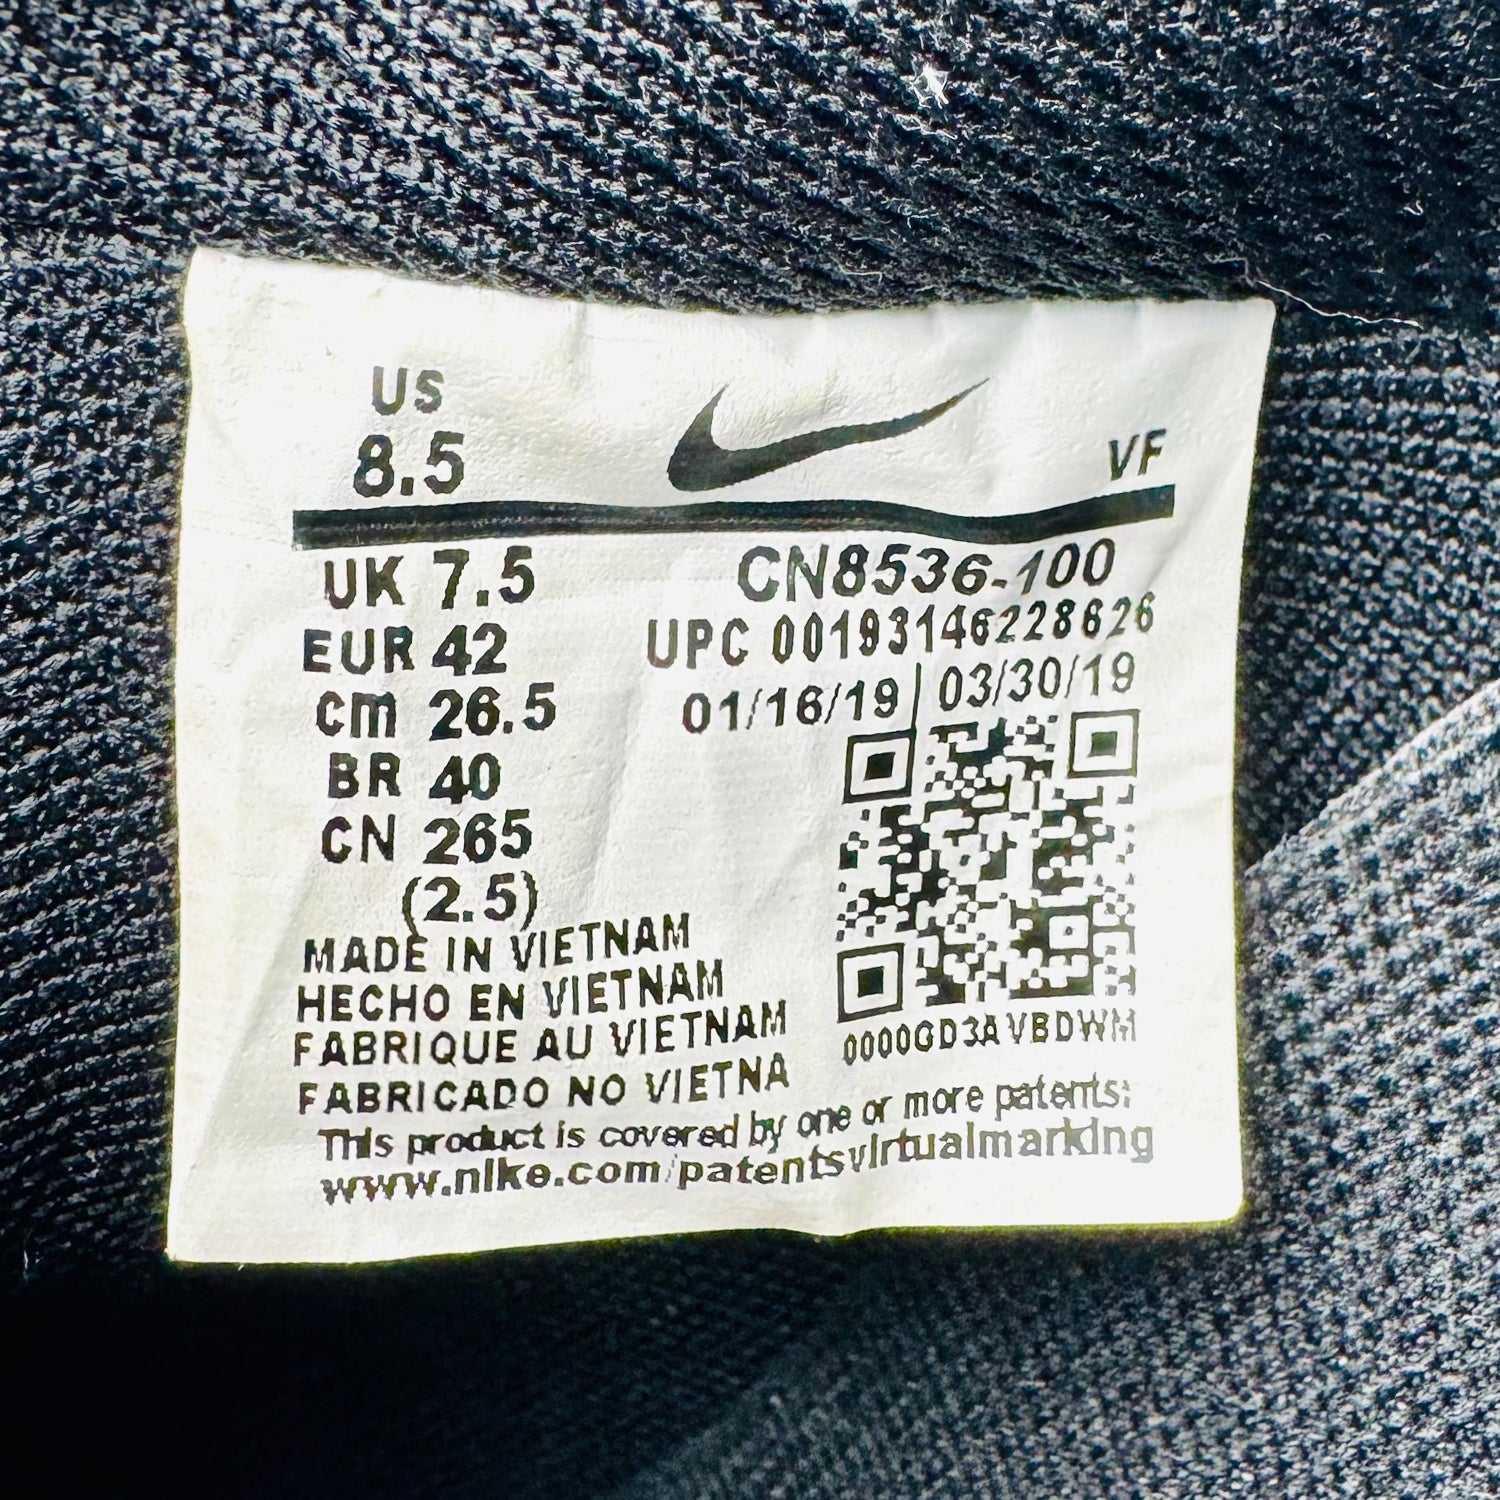 US
8.5
VF
UK 7.5
CN8536-100
EUR 42
UPC 00193146228626
cm 26.5
01/16/19 | 03/30/19
BR 40
CN 265
(2.5)
MADE IN VIETNAM
HECHO EN VIETNAM
FABRIQUE AU VIETNAM
FABRICADO NO VIETNA
0000GD3AVBDWM
This product is covered by one or more patents:
www.nike.com/patentsvirtualmarking